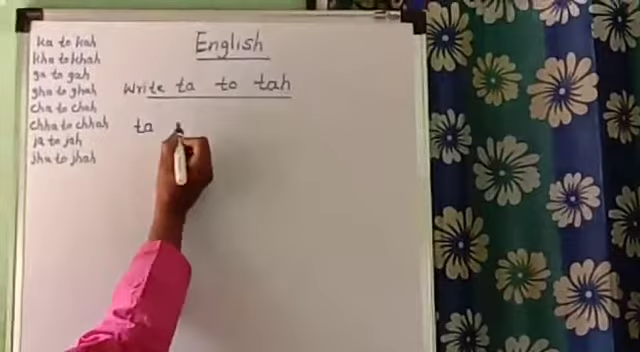 ka to kah
kha to khah
ga to gah
gha to ghah
cha to chah
chha to chhah
ja to jah
jha to jhah
English
Write ta to tah
ta